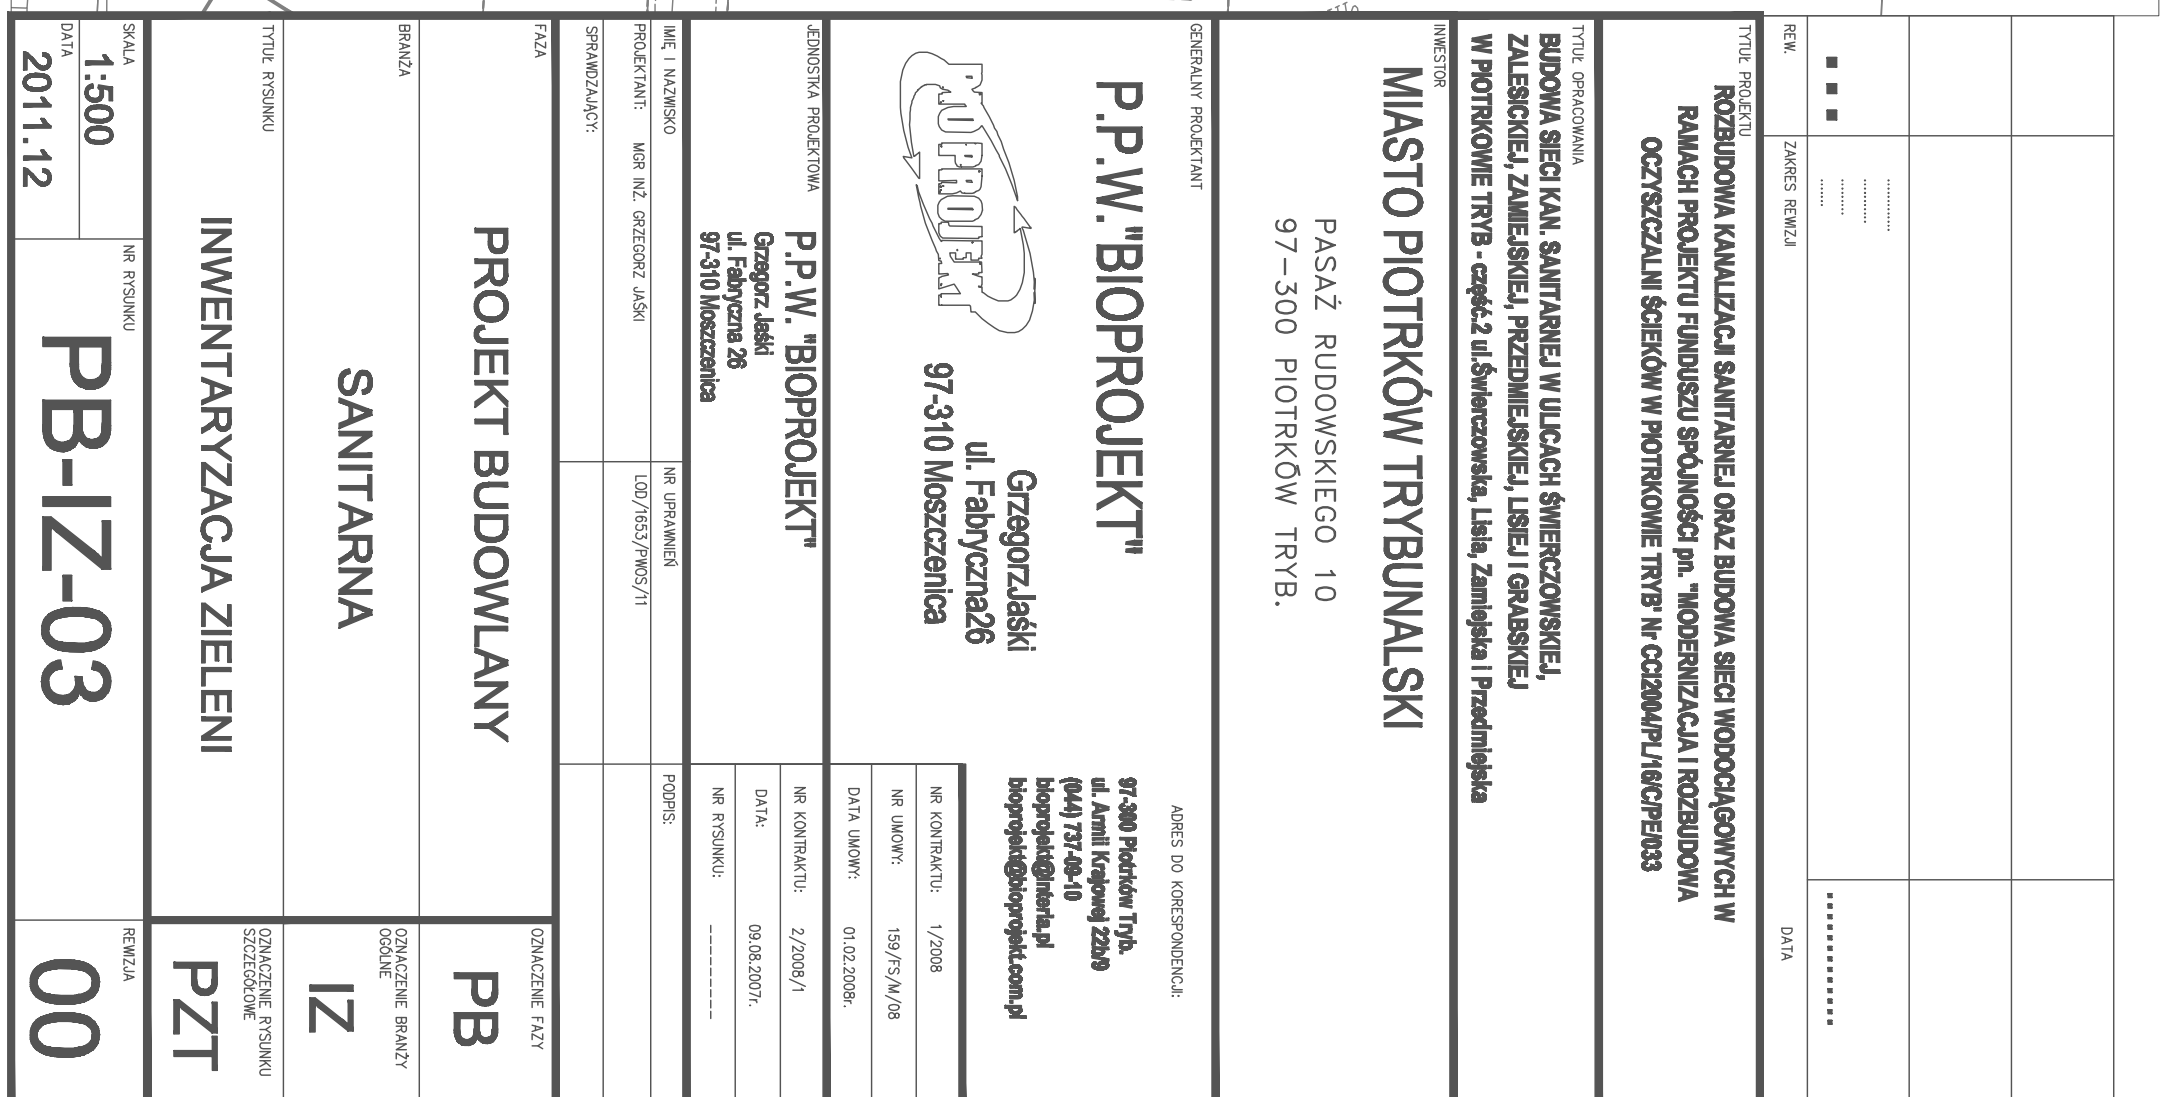 REW.
ZAKRES REWIZJI
DATA
TYTUŁ PROJEKTU
ROZBUDOWA KANALIZACJI SANITARNEJ ORAZ BUDOWA SIECI WODOCIĄGOWYCH W
RAMACH PROJEKTU FUNDUSZU SPÓJNOŚCI pn. "MODERNIZACJA I ROZBUDOWA
OCZYSZCZALNI ŚCIEKÓW W PIOTRKOWIE TRYB' Nr CCI2004/PL/16/C/PE/033
TYTUŁ OPRACOWANIA
BUDOWA SIECI KAN. SANITARNEJ W ULICACH ŚWIERCZOWSKIEJ,
ZALESICKIEJ, ZAMIEJSKIEJ, PRZEDMIEJSKIEJ, LISIEJ I GRABSKIEJ
W PIOTRKOWIE TRYB - część.2 ul.Świerczowska, Lisia, Zamiejska i Przedmiejska
INWESTOR
MIASTO PIOTRKÓW TRYBUNALSKI
PASAŻ RUDOWSKIEGO 10
97-300 PIOTRKÓW TRYB.
GENERALNY PROJEKTANT
P.P.W."BIOPROJEKT"
GrzegorzJaśki
ul. Fabryczna26
97-310 Moszczenica
ADRES DO KORESPONDENCJI:
97-300 Piotrków Tryb.
ul. Armii Krajowej 22b/9
(044) 737-09-10
bioprojekt@interia.pl
bioprojekt@bioprojekt.com.pl
NR KONTRAKTU: 1/2008
NR UMOWY: 159/FS/M/08
DATA UMOWY: 01.02.2008r.
JEDNOSTKA PROJEKTOWA
P.P.W. "BIOPROJEKT"
Grzegorz Jaśki
ul. Fabryczna 26
97-310 Moszczenica
NR KONTRAKTU: 2/2008/1
DATA: 09.08.2007r.
NR RYSUNKU: ---------
IMIĘ I NAZWISKO
NR UPRAWNIEŃ
PODPIS:
PROJEKTANT: MGR INŻ. GRZEGORZ JAŚKI
LOD/1653/PWOS/11
SPRAWDZAJĄCY:
FAZA
PROJEKT BUDOWLANY
OZNACZENIE FAZY
PB
BRANŻA
SANITARNA
OZNACZENIE BRANŻY
OGÓLNE
IZ
TYTUŁ RYSUNKU
INWENTARYZACJA ZIELENI
OZNACZENIE RYSUNKU
SZCZEGÓŁOWE
PZT
SKALA
1:500
DATA
2011.12
NR RYSUNKU
PB-IZ-03
REWIZJA
00